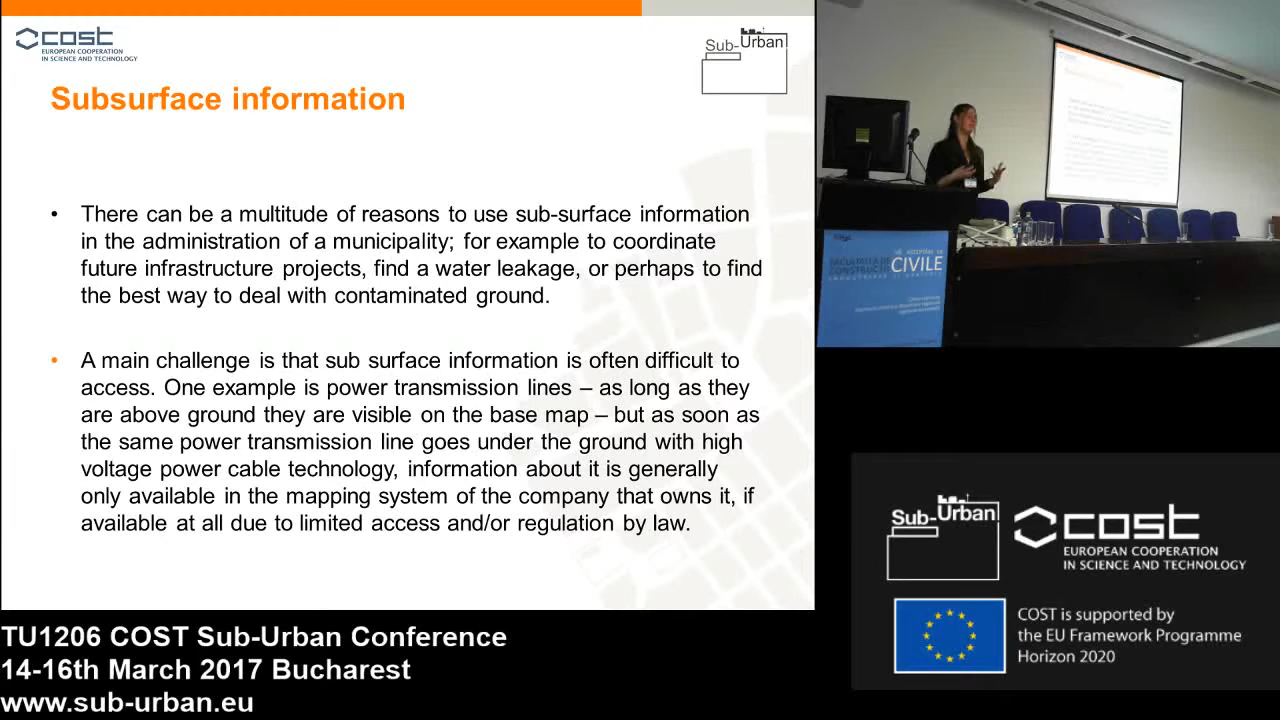 COST
EUROPEAN COOPERATION
IN SCIENCE AND TECHNOLOGY
Sub-Urban
Subsurface information
• There can be a multitude of reasons to use sub-surface information
in the administration of a municipality; for example to coordinate
future infrastructure projects, find a water leakage, or perhaps to find
the best way to deal with contaminated ground.
• A main challenge is that sub surface information is often difficult to
access. One example is power transmission lines – as long as they
are above ground they are visible on the base map – but as soon as
the same power transmission line goes under the ground with high
voltage power cable technology, information about it is generally
only available in the mapping system of the company that owns it, if
available at all due to limited access and/or regulation by law.
cost
CIVILE
Sub-Urban
COST
EUROPEAN COOPERATION
IN SCIENCE AND TECHNOLOGY
COST is supported by
the EU Framework Programme
Horizon 2020
TU1206 COST Sub-Urban Conference
14-16th March 2017 Bucharest
www.sub-urban.eu